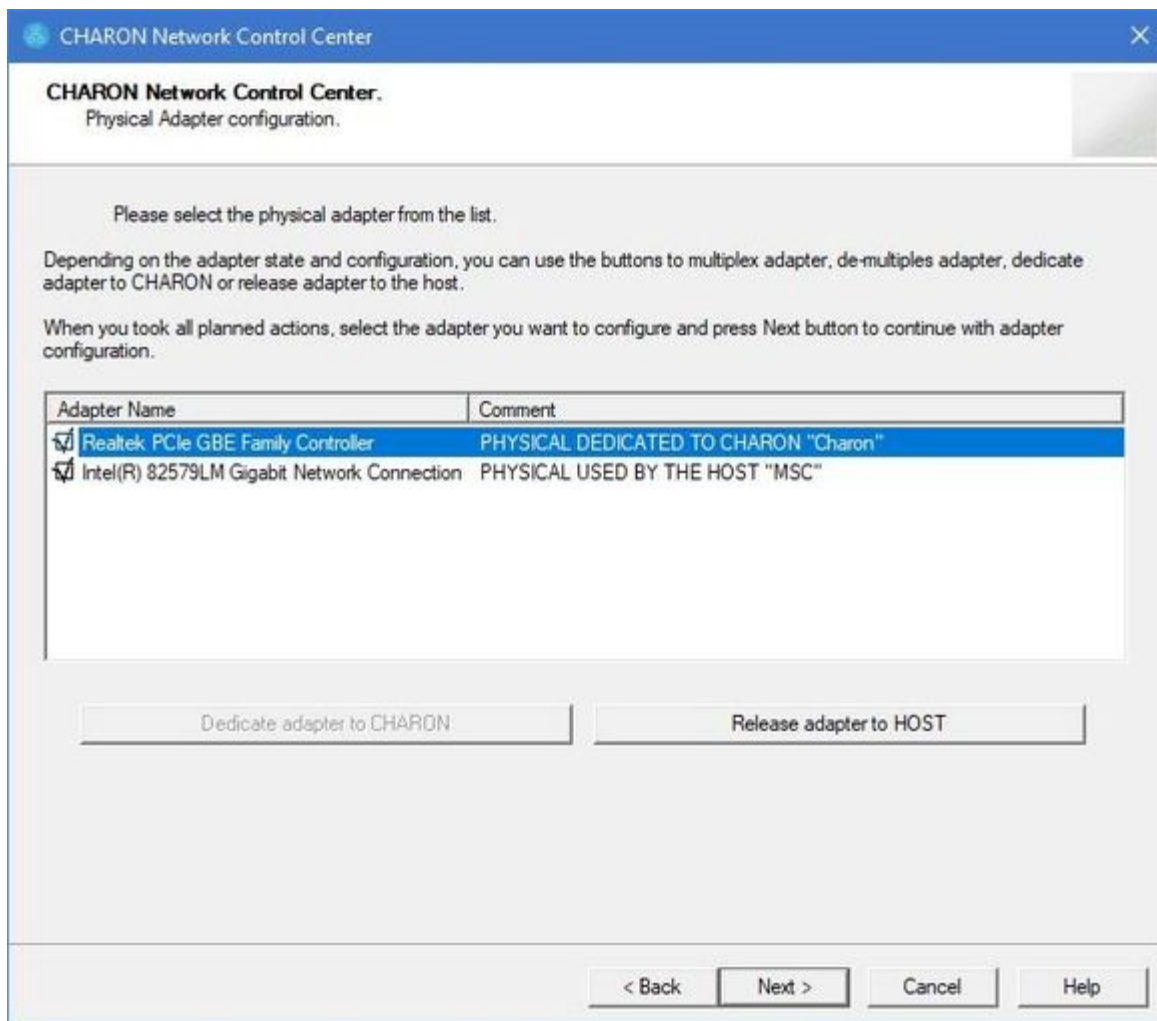 CHARON Network Control Center
CHARON Network Control Center.
Physical Adapter configuration.
Please select the physical adapter from the list.
Depending on the adapter state and configuration, you can use the buttons to multiplex adapter, de-multiples adapter, dedicate
adapter to CHARON or release adapter to the host.
When you took all planned actions, select the adapter you want to configure and press Next button to continue with adapter
configuration.
Adapter Name Comment
Realtek PCIe GBE Family Controller PHYSICAL DEDICATED TO CHARON "Charon"
Intel(R) 82579LM Gigabit Network Connection PHYSICAL USED BY THE HOST "MSC"
Dedicate adapter to CHARON Release adapter to HOST
< Back Next > Cancel Help